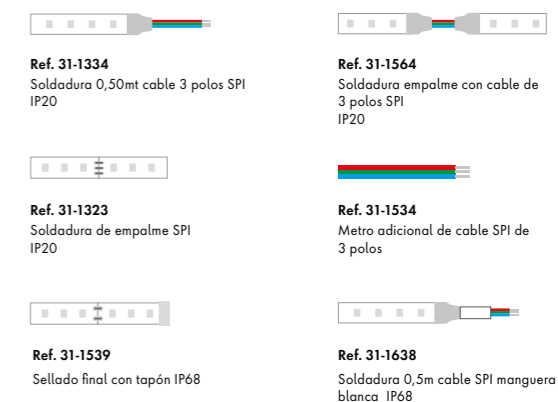 Ref. 31-1334
Soldadura 0,50mt cable 3 polos SPI
IP20
Ref. 31-1564
Soldadura empalme con cable de
3 polos SPI
IP20
Ref. 31-1323
Soldadura de empalme SPI
IP20
Ref. 31-1534
Metro adicional de cable SPI de
3 polos
Ref. 31-1539
Sellado final con tapón IP68
Ref. 31-1638
Soldadura 0,5m cable SPI manguera
blanca IP68